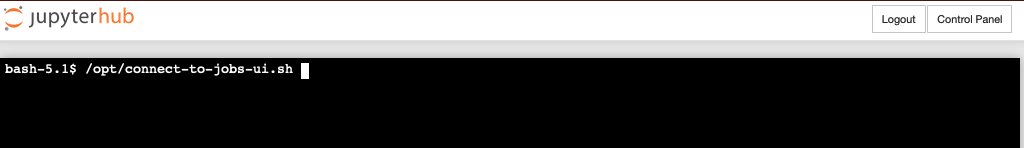 jupyterhub
Logout
Control Panel
bash-5.1$ /opt/connect-to-jobs-ui.sh